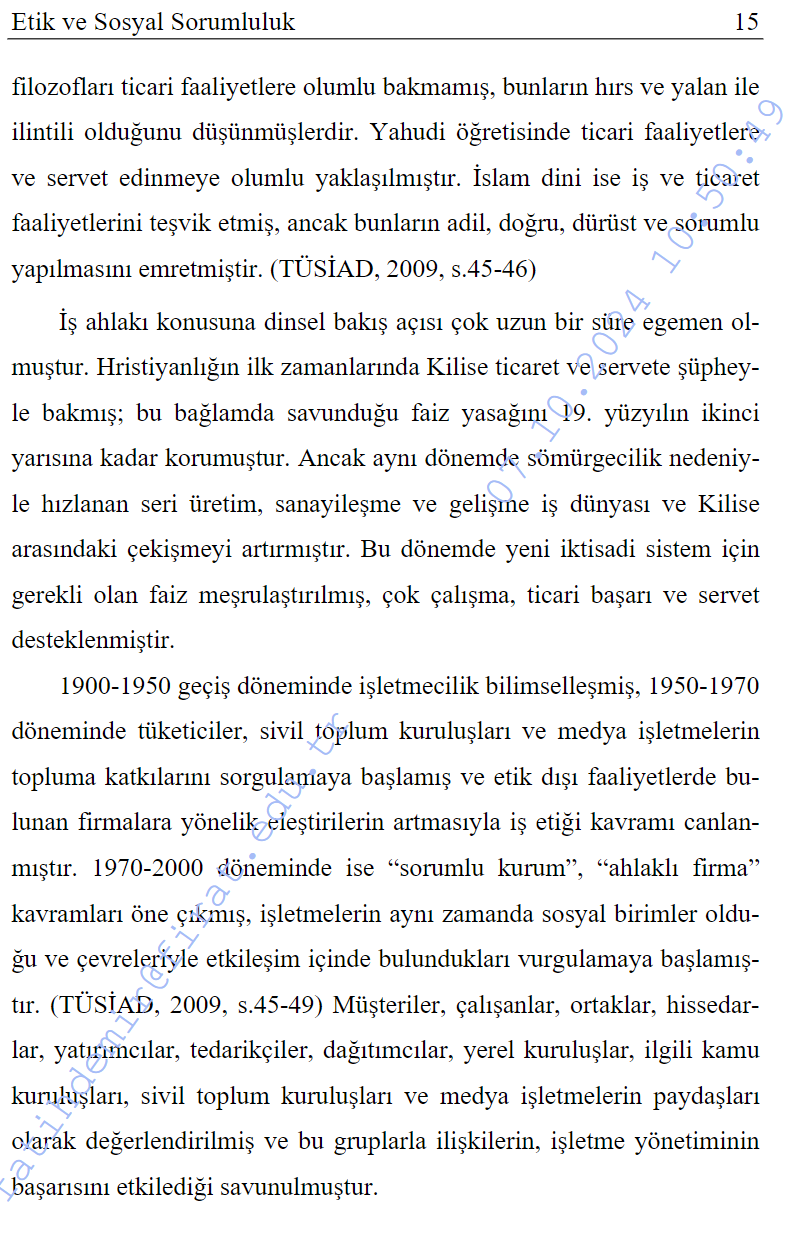 Etik ve Sosyal Sorumluluk 15
filozofları ticari faaliyetlere olumlu bakmamış, bunların hırs ve yalan ile
ilintili olduğunu düşünmüşlerdir. Yahudi öğretisinde ticari faaliyetlere
ve servet edinmeye olumlu yaklaşılmıştır. İslam dini ise iş ve ticaret
faaliyetlerini teşvik etmiş, ancak bunların adil, doğru, dürüst ve sorumlu
yapılmasını emretmiştir. (TÜSİAD, 2009, s.45-46)
İş ahlakı konusuna dinsel bakış açısı çok uzun bir süre egemen ol-
muştur. Hristiyanlığın ilk zamanlarında Kilise ticaret ve servete şüphey-
le bakmış; bu bağlamda savunduğu faiz yasağını 19. yüzyılın ikinci
yarısına kadar korumuştur. Ancak aynı dönemde sömürgecilik nedeniy-
le hızlanan seri üretim, sanayileşme ve gelişme iş dünyası ve Kilise
arasındaki çekişmeyi artırmıştır. Bu dönemde yeni iktisadi sistem için
gerekli olan faiz meşrulaştırılmış, çok çalışma, ticari başarı ve servet
desteklenmiştir.
1900-1950 geçiş döneminde işletmecilik bilimselleşmiş, 1950-1970
döneminde tüketiciler, sivil toplum kuruluşları ve medya işletmelerin
topluma katkılarını sorgulamaya başlamış ve etik dışı faaliyetlerde bu-
lunan firmalara yönelik eleştirilerin artmasıyla iş etiği kavramı canlan-
mıştır. 1970-2000 döneminde ise “sorumlu kurum”, “ahlaklı firma”
kavramları öne çıkmış, işletmelerin aynı zamanda sosyal birimler oldu-
ğu ve çevreleriyle etkileşim içinde bulundukları vurgulamaya başlamış-
tır. (TÜSİAD, 2009, s.45-49) Müşteriler, çalışanlar, ortaklar, hissedar-
lar, yatırımcılar, tedarikçiler, dağıtımcılar, yerel kuruluşlar, ilgili kamu
kuruluşları, sivil toplum kuruluşları ve medya işletmelerin paydaşları
olarak değerlendirilmiş ve bu gruplarla ilişkilerin, işletme yönetiminin
başarısını etkilediği savunulmuştur.
07.10.2024 10:50:49